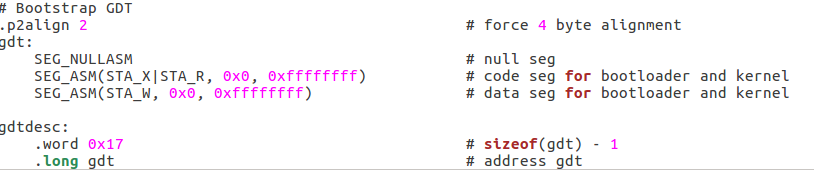 # Bootstrap GDT
.p2align 2 # force 4 byte alignment
gdt:
SEG_NULLASM # null seg
SEG_ASM(STA_X|STA_R, 0x0, 0xffffffff) # code seg for bootloader and kernel
SEG_ASM(STA_W, 0x0, 0xffffffff) # data seg for bootloader and kernel
gdtdesc:
.word 0x17 # sizeof(gdt) - 1
.long gdt # address gdt